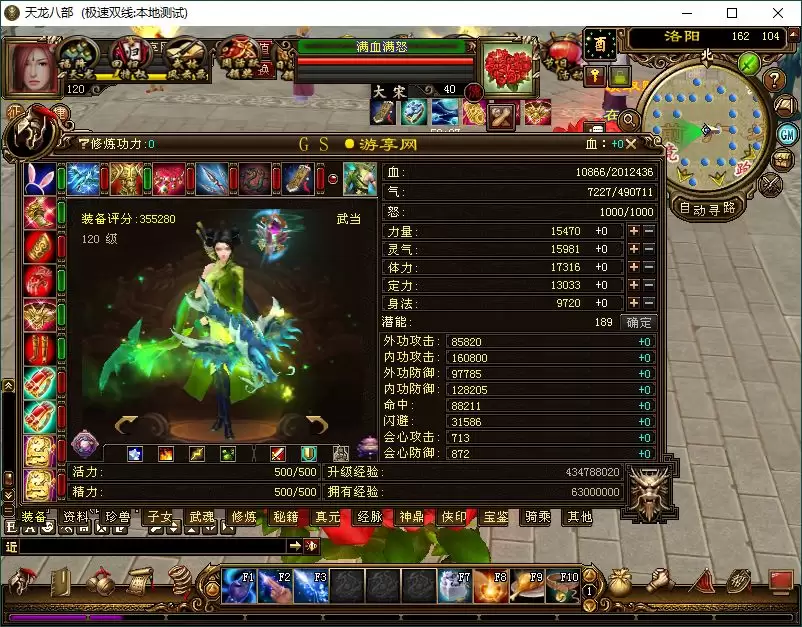 天龙八部 (极速双线:本地测试)
满血满怒
洛阳 162 104
北
120
大宋 40
GM
自动寻路
?修炼功力:0
GS●游享网
血: +0
装备评分:355280
武当
120 级
血: 10866/2012436
气: 7227/490711
怒: 1000/1000
力量: 15470 +0
灵气: 15981 +0
体力: 17316 +0
定力: 13033 +0
身法: 9720 +0
潜能: 189 确定
外功攻击: 85820 +0
内功攻击: 160800 +0
外功防御: 97785 +0
内功防御: 128205 +0
命中: 88211 +0
闪避: 31586 +0
会心攻击: 713 +0
会心防御: 872 +0
活力: 500/500 升级经验: 434788020
精力: 500/500 拥有经验: 63000000
装备 资料 珍兽 子女 武魂 修炼 秘籍 真元 经脉 神鼎 侠印 宝鉴 骑乘 其他
近
F1 F2 F3 F7 F8 F9 F10 1